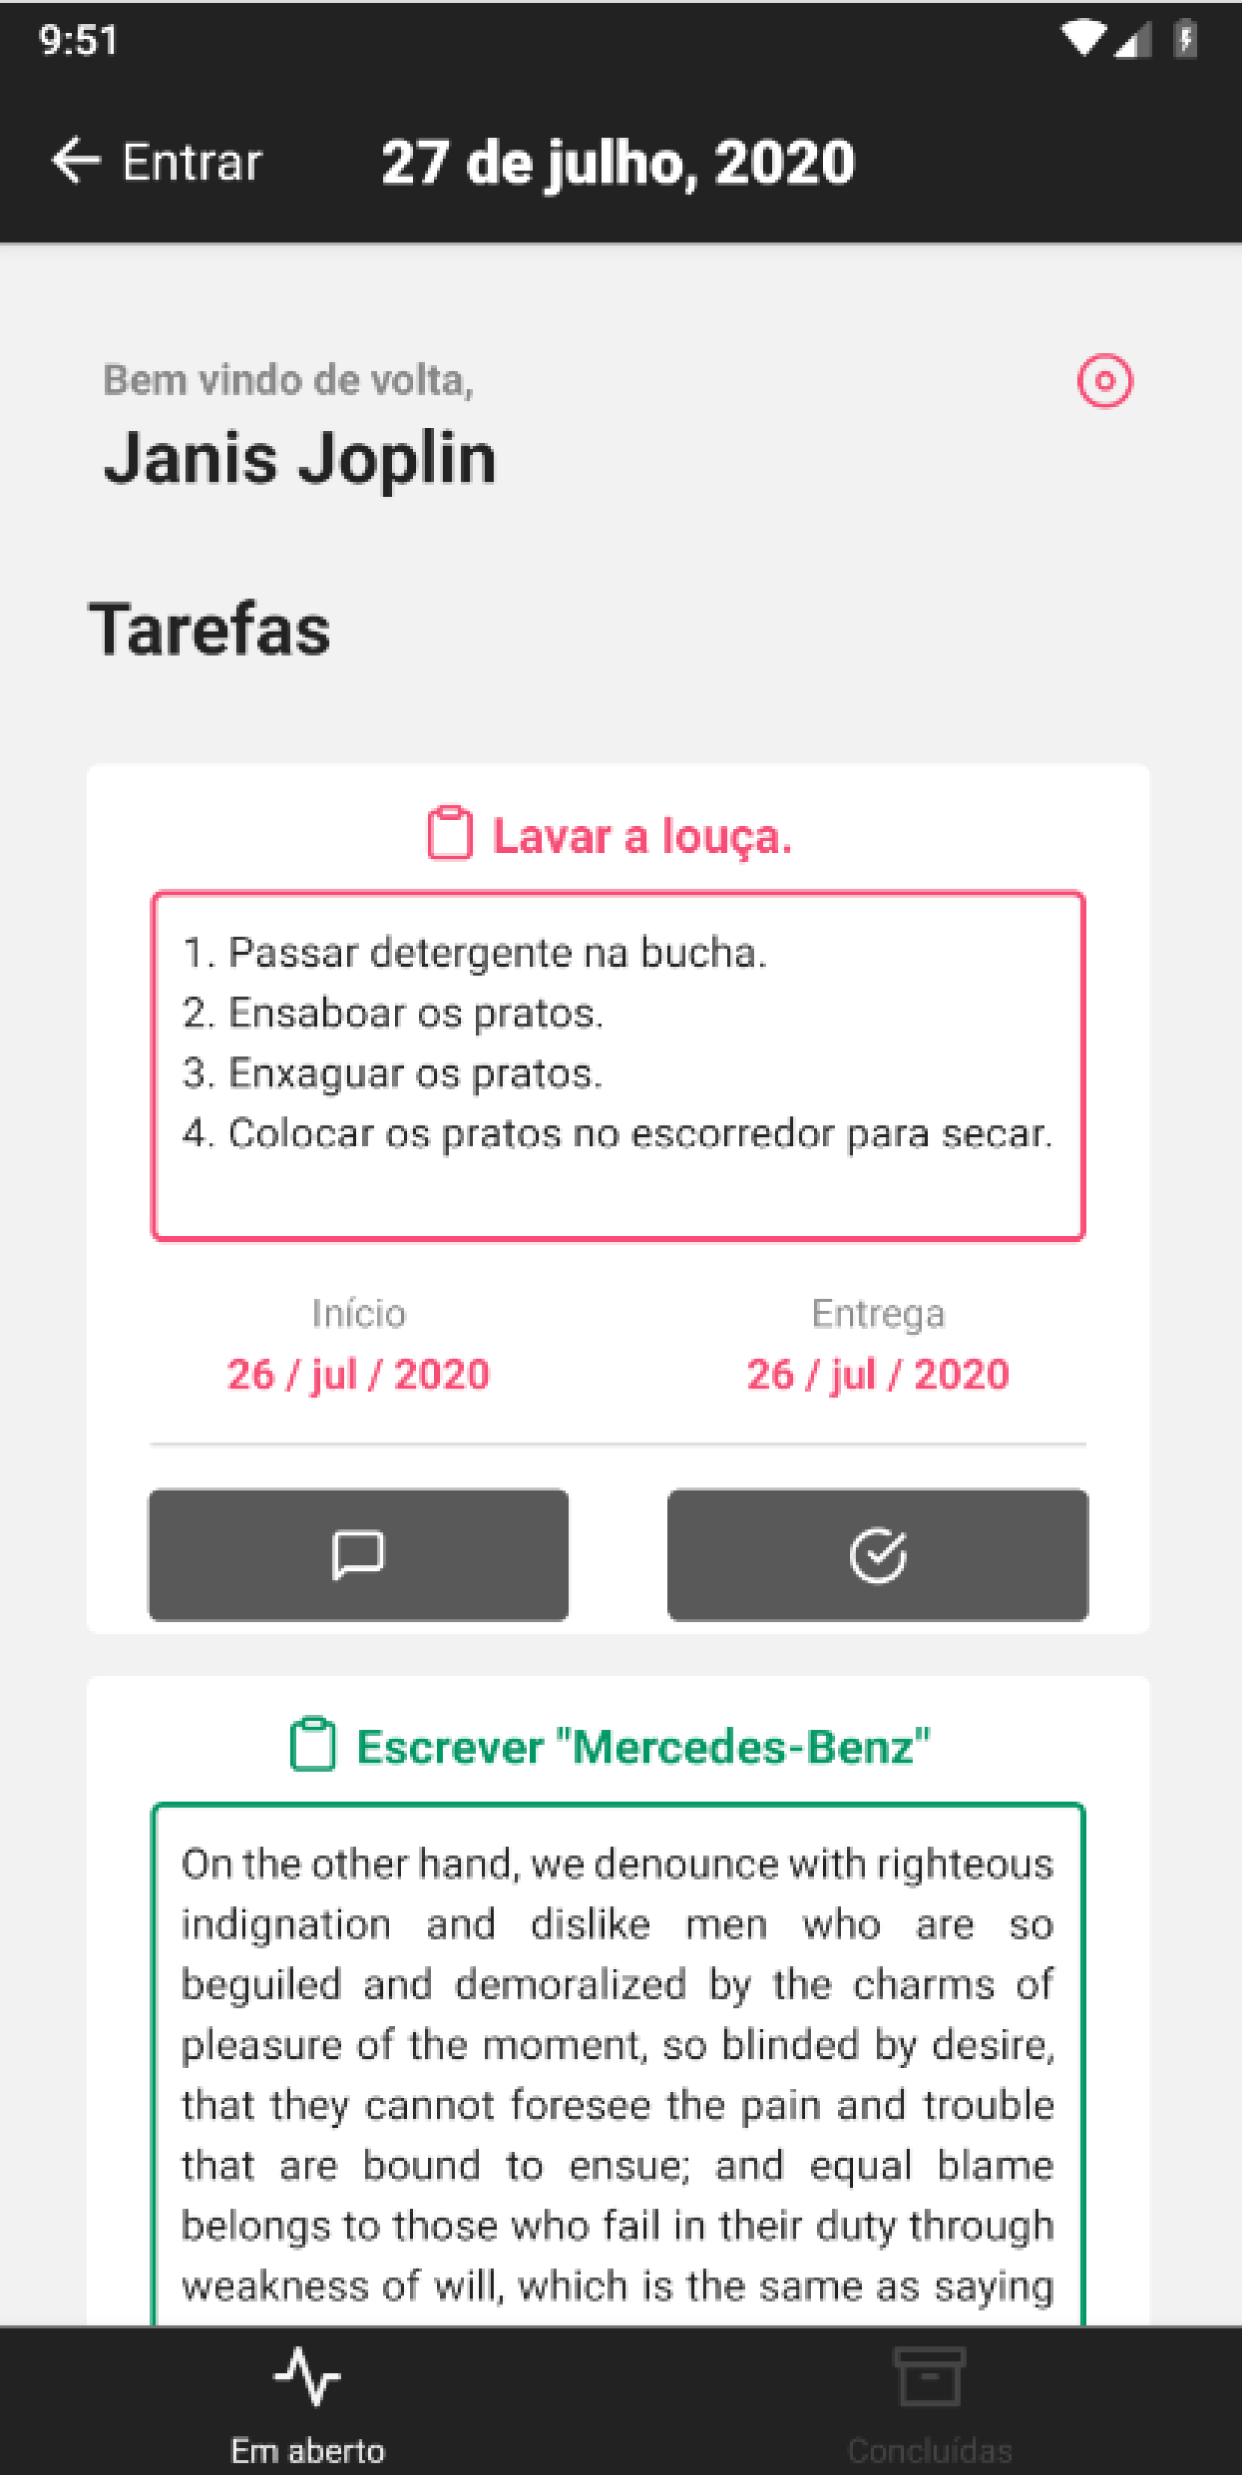 9:51
Entrar
27 de julho, 2020
Bem vindo de volta,
Janis Joplin
Tarefas
Lavar a louça.
1. Passar detergente na bucha.
2. Ensaboar os pratos.
3. Enxaguar os pratos.
4. Colocar os pratos no escorredor para secar.
Início
Entrega
26 / jul / 2020
26 / jul / 2020
Escrever "Mercedes-Benz"
On the other hand, we denounce with righteous
indignation and dislike men who are so
beguiled and demoralized by the charms of
pleasure of the moment, so blinded by desire,
that they cannot foresee the pain and trouble
that are bound to ensue; and equal blame
belongs to those who fail in their duty through
weakness of will, which is the same as saying
Em aberto
Concluídas